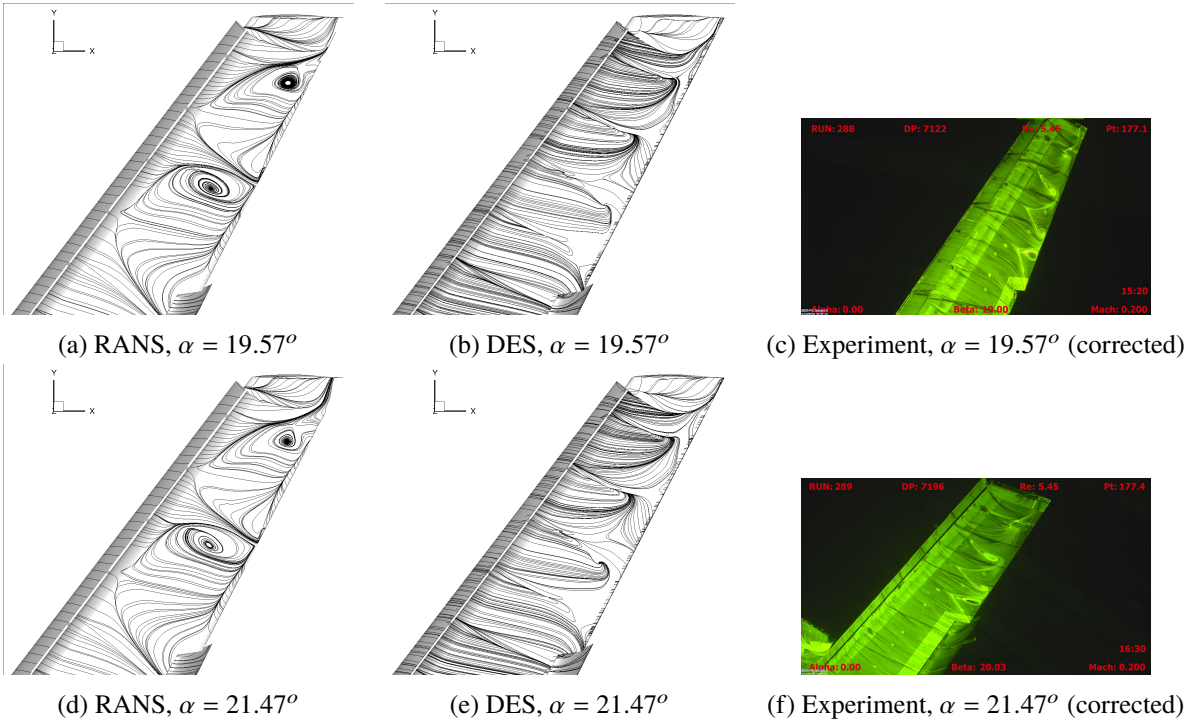 Y
X
Y
X
RUN: 288 DP: 7122 Re: 5.45 Pt: 177.1
15:20
Alpha: 0.00 Beta: 19.00 Mach: 0.200
(a) RANS, α = 19.57° (b) DES, α = 19.57° (c) Experiment, α = 19.57° (corrected)
Y
X
Y
X
RUN: 289 DP: 7196 Re: 5.45 Pt: 177.4
16:30
Alpha: 0.00 Beta: 20.03 Mach: 0.200
(d) RANS, α = 21.47° (e) DES, α = 21.47° (f) Experiment, α = 21.47° (corrected)